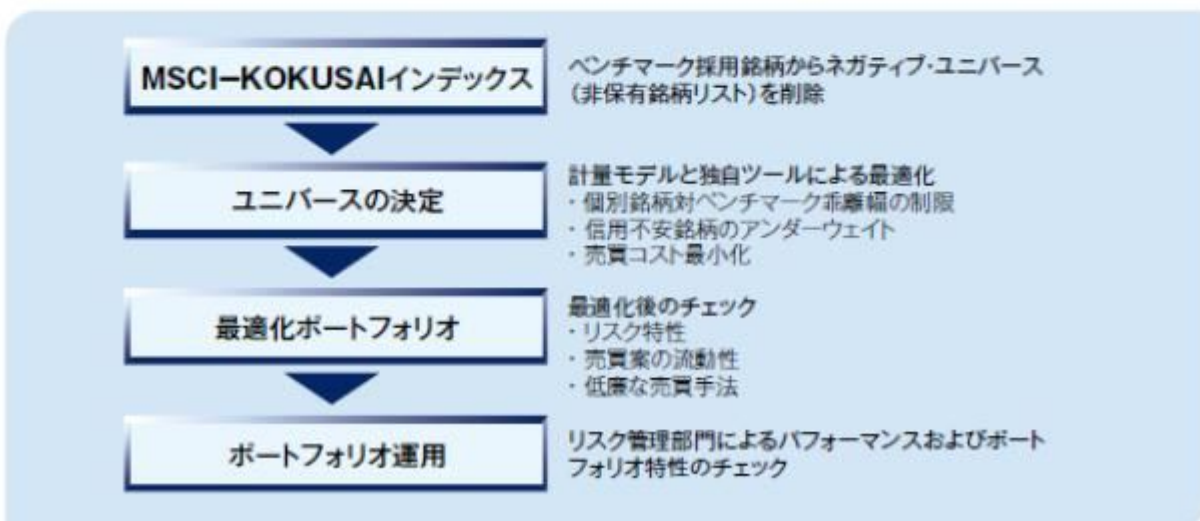 MSCI－KOKUSAIインデックス
ベンチマーク採用銘柄からネガティブ・ユニバース
（非保有銘柄リスト）を削除
ユニバースの決定
計量モデルと独自ツールによる最適化
・個別銘柄対ベンチマーク乖離幅の制限
・信用不安銘柄のアンダーウェイト
・売買コスト最小化
最適化ポートフォリオ
最適化後のチェック
・リスク特性
・売買案の流動性
・低廉な売買手法
ポートフォリオ運用
リスク管理部門によるパフォーマンスおよびポート
フォリオ特性のチェック